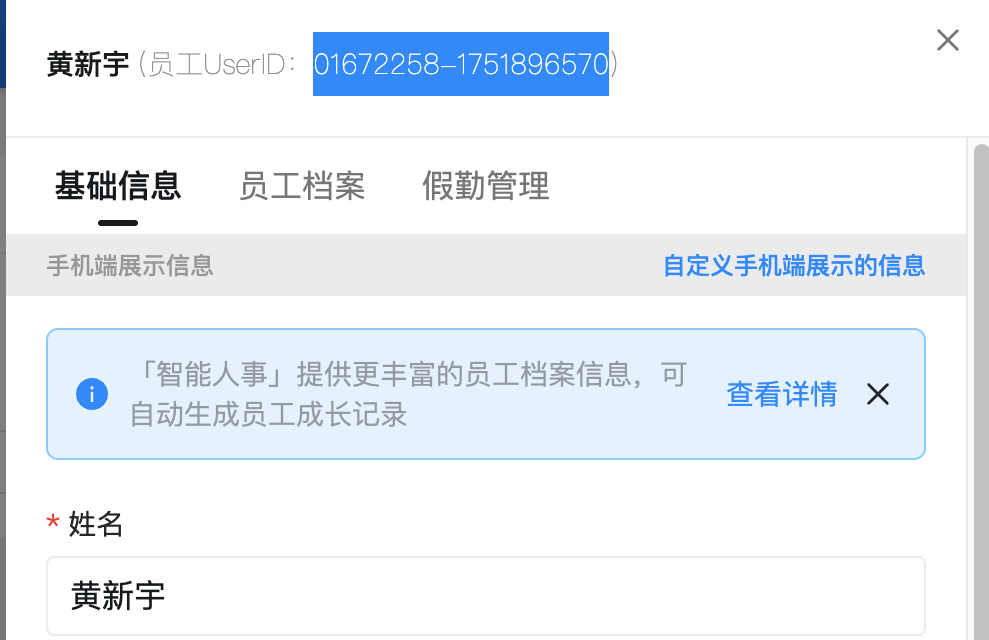 黄新宇 (员工UserID：01672258-1751896570)
基础信息 员工档案 假勤管理
手机端展示信息 自定义手机端展示的信息
「智能人事」提供更丰富的员工档案信息，可
自动生成员工成长记录
查看详情
* 姓名
黄新宇